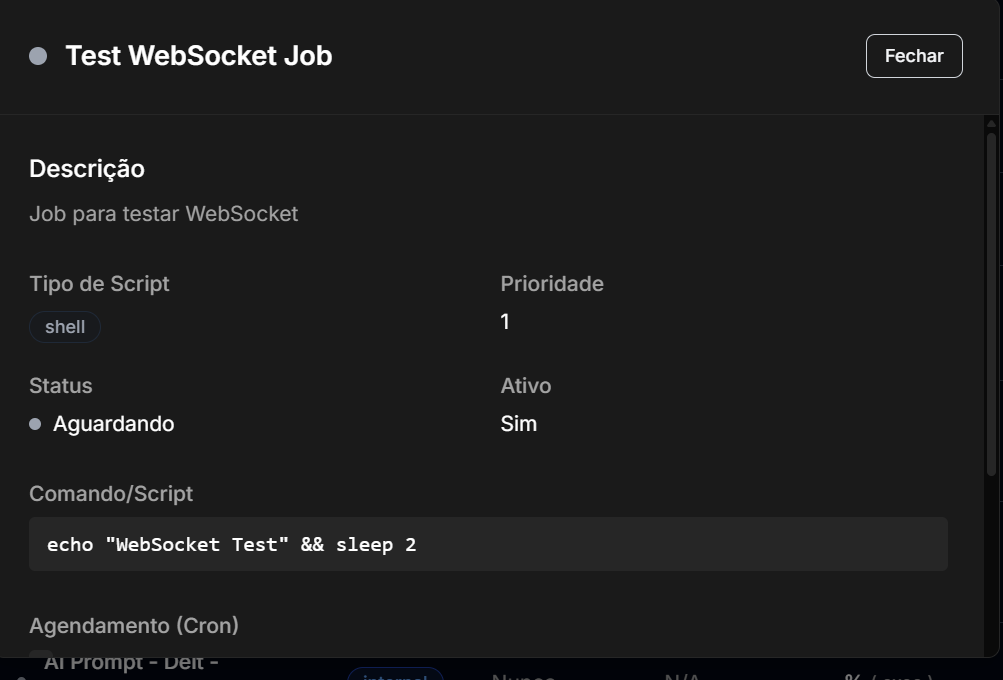 Test WebSocket Job
Fechar
Descrição
Job para testar WebSocket
Tipo de Script
Prioridade
shell
1
Status
Ativo
Aguardando
Sim
Comando/Script
echo "WebSocket Test" && sleep 2
Agendamento (Cron)
AI Prompt - Delt -
internal
Nunca
N/A